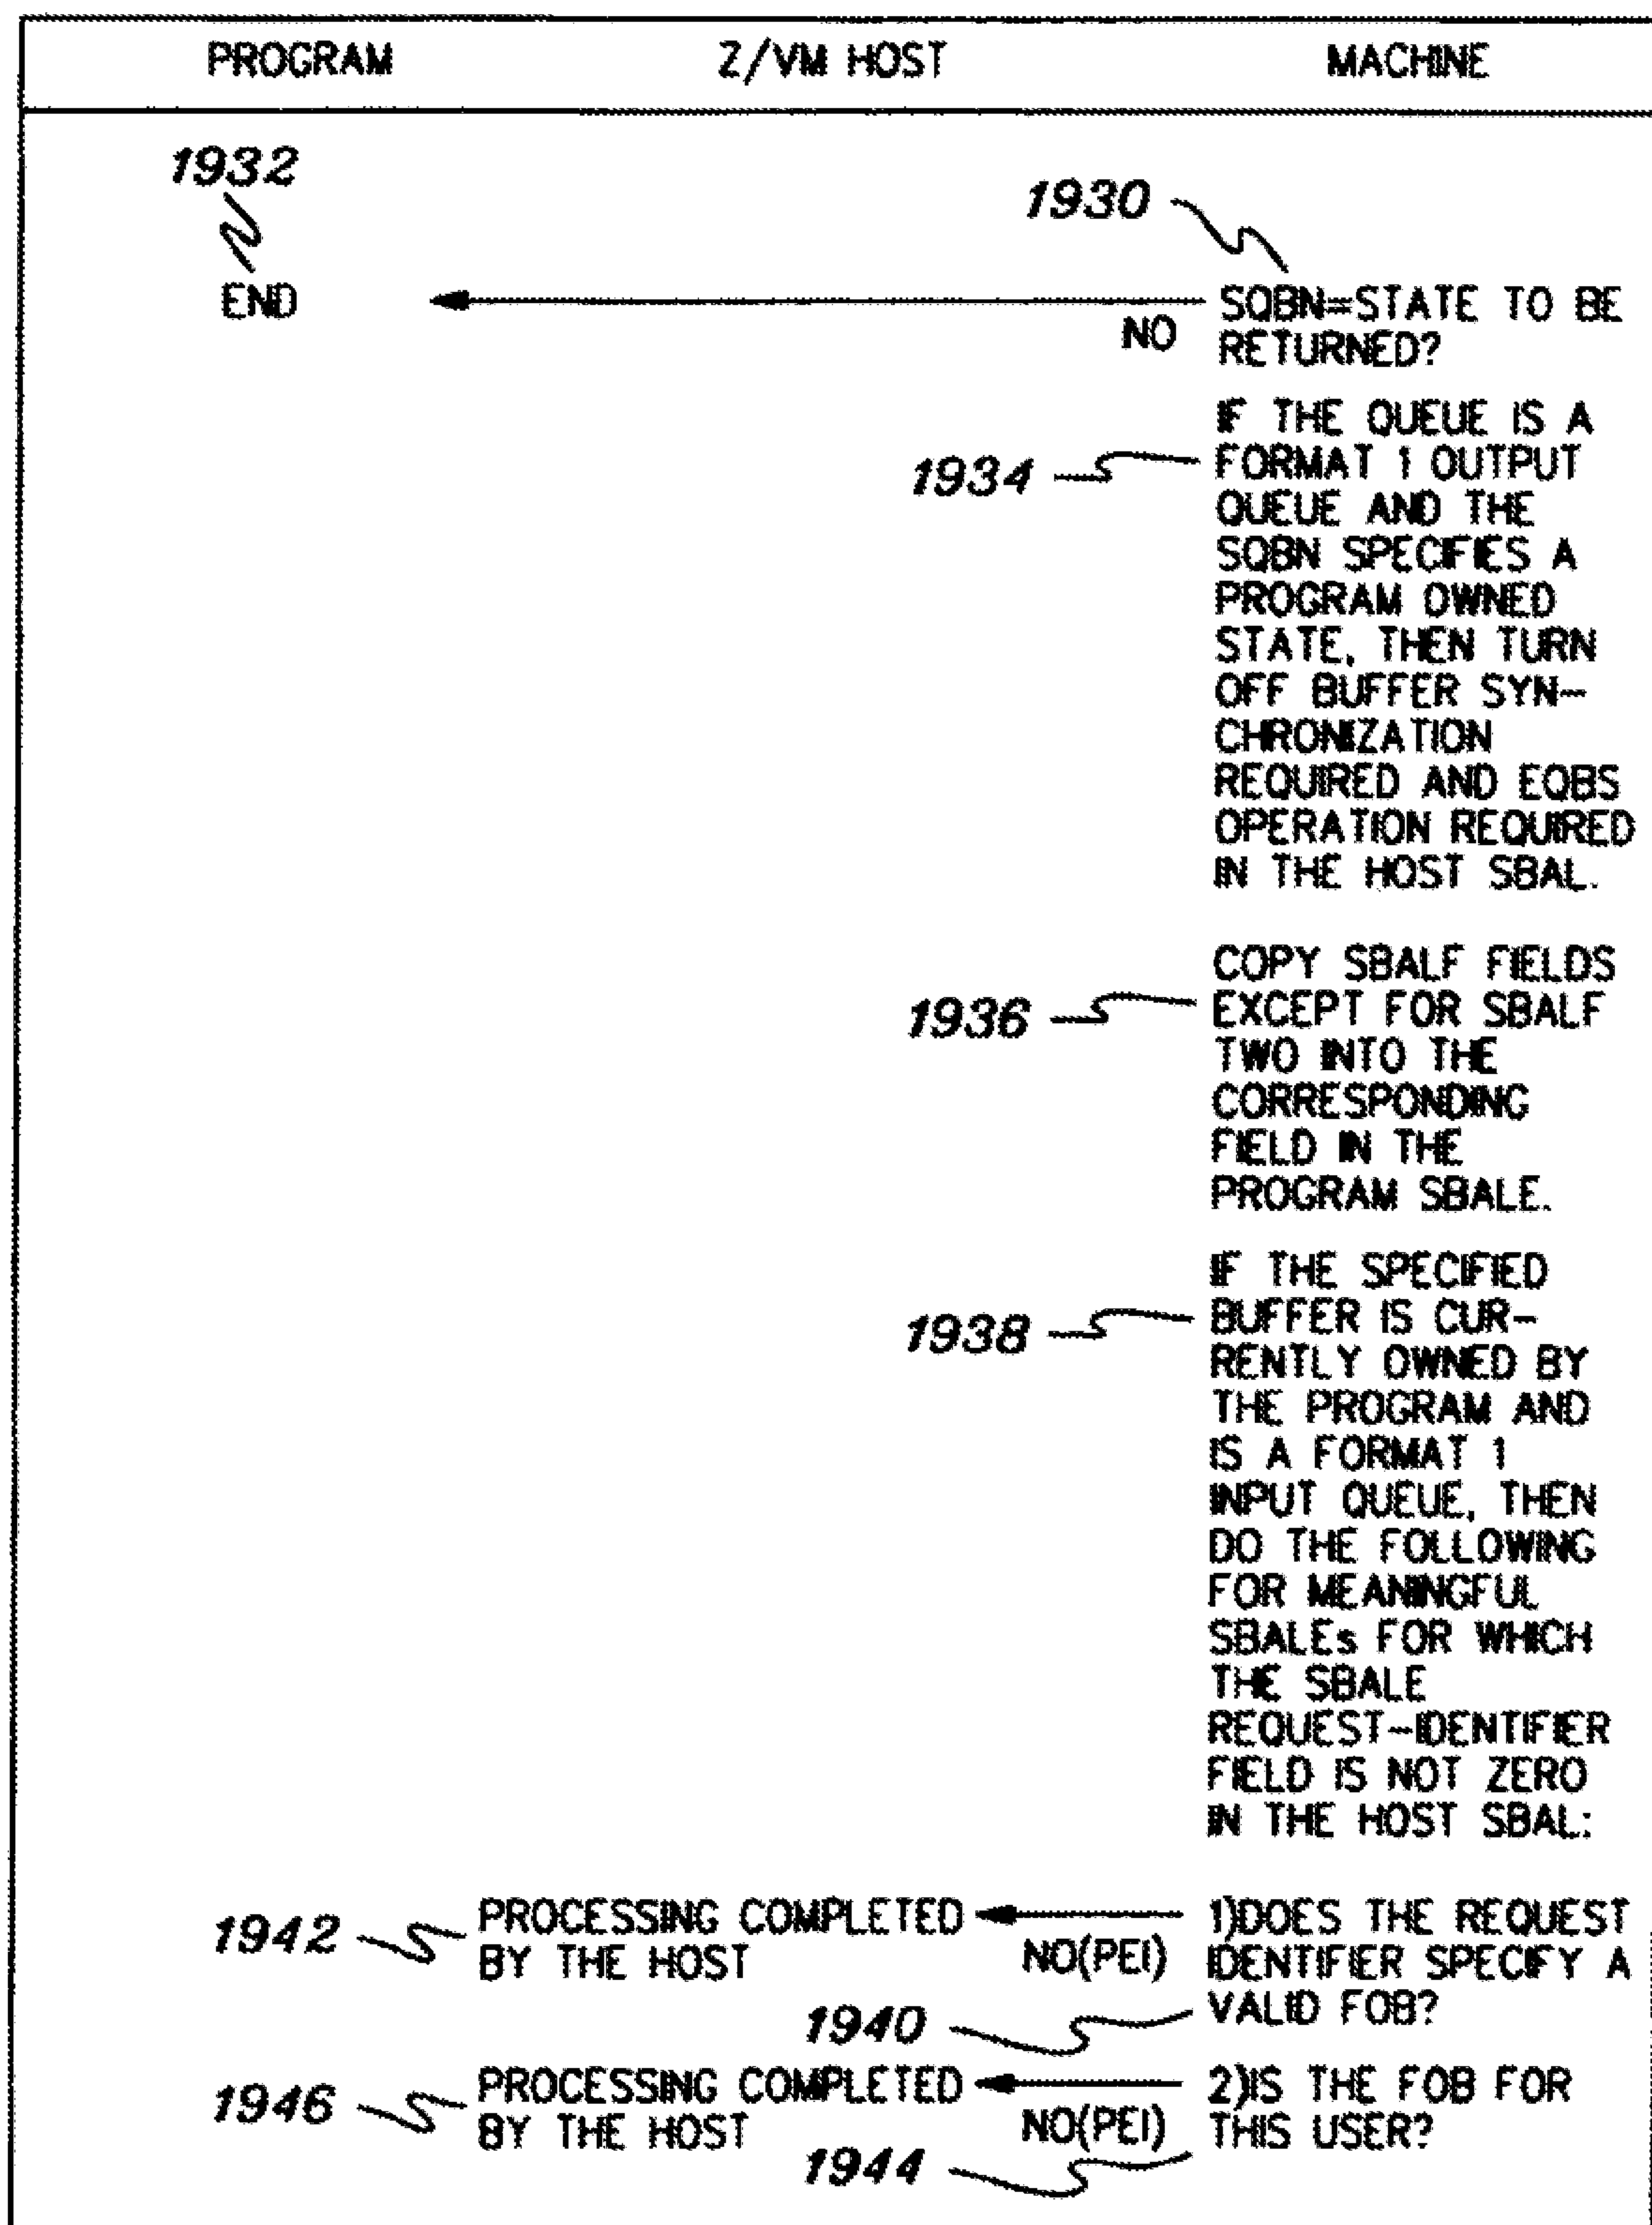 PROGRAM Z/VM HOST MACHINE
1932
1930
END
NO
SQBN=STATE TO BE
RETURNED?
1934
IF THE QUEUE IS A
FORMAT 1 OUTPUT
QUEUE AND THE
SQBN SPECIFIES A
PROGRAM OWNED
STATE, THEN TURN
OFF BUFFER SYN-
CHRONIZATION
REQUIRED AND EQBS
OPERATION REQUIRED
IN THE HOST SBAL.
1936
COPY SBALF FIELDS
EXCEPT FOR SBALF
TWO INTO THE
CORRESPONDING
FIELD IN THE
PROGRAM SBALE.
1938
IF THE SPECIFIED
BUFFER IS CUR-
RENTLY OWNED BY
THE PROGRAM AND
IS A FORMAT 1
INPUT QUEUE, THEN
DO THE FOLLOWING
FOR MEANINGFUL
SBALEs FOR WHICH
THE SBALE
REQUEST-IDENTIFIER
FIELD IS NOT ZERO
IN THE HOST SBAL:
1942
PROCESSING COMPLETED
BY THE HOST
NO(PEI)
1940
1)DOES THE REQUEST
IDENTIFIER SPECIFY A
VALID FOB?
1946
PROCESSING COMPLETED
BY THE HOST
NO(PEI)
1944
2)IS THE FOB FOR
THIS USER?